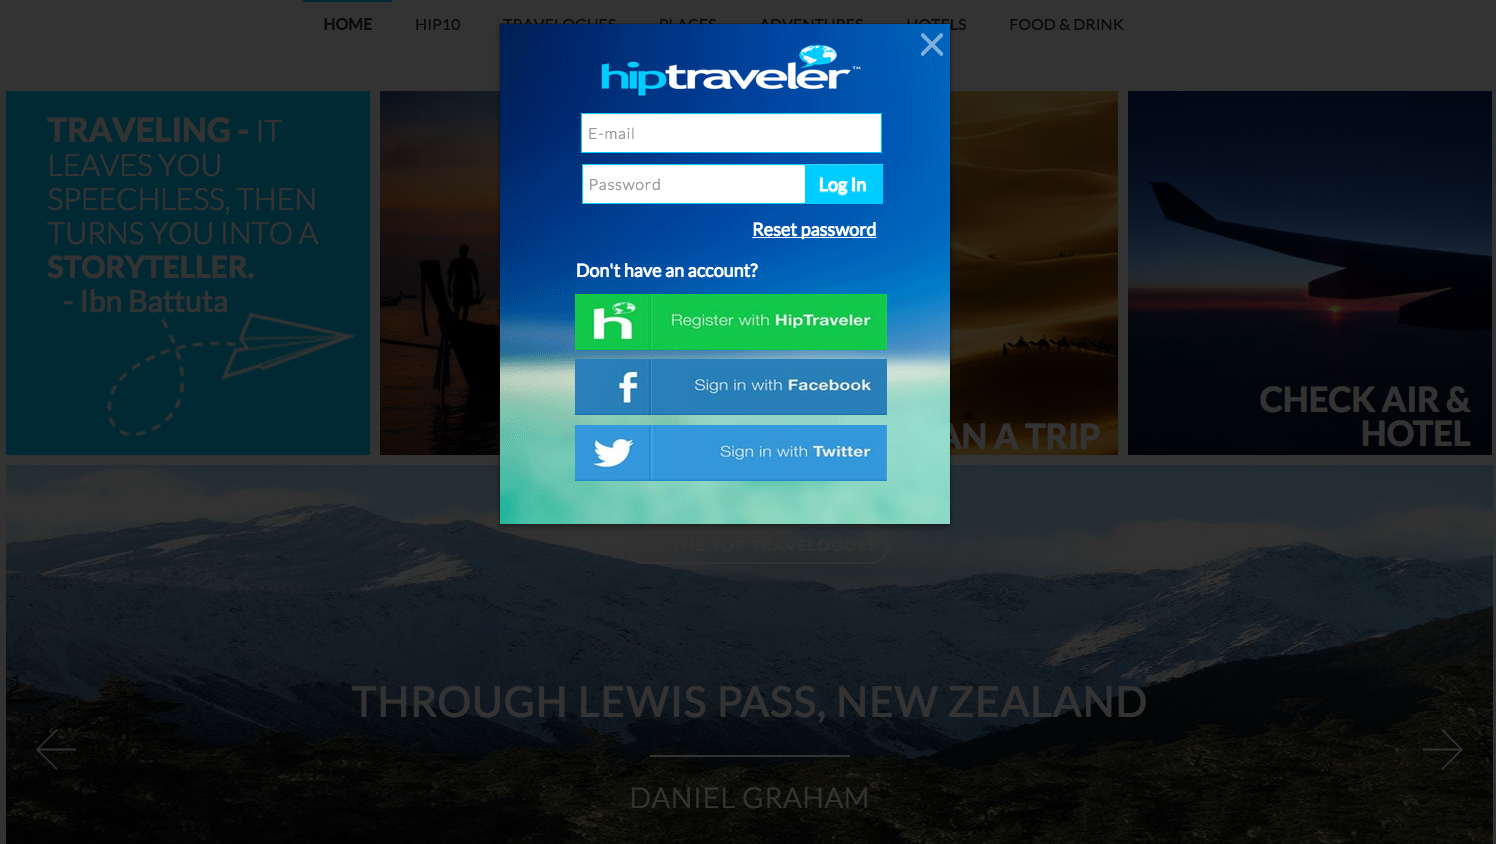 HOME
HIP10
TRAVELOGUES
PLACES
ADVENTURES
HOTELS
FOOD & DRINK
TRAVELING - IT
LEAVES YOU
SPEECHLESS, THEN
TURNS YOU INTO A
STORYTELLER.
- Ibn Battuta
hiptraveler™
E-mail
Password
Log In
Reset password
Don't have an account?
h
Register with HipTraveler
f
Sign in with Facebook
Sign in with Twitter
AN A TRIP
CHECK AIR &
HOTEL
THE TOP TRAVELOGUES
THROUGH LEWIS PASS, NEW ZEALAND
DANIEL GRAHAM